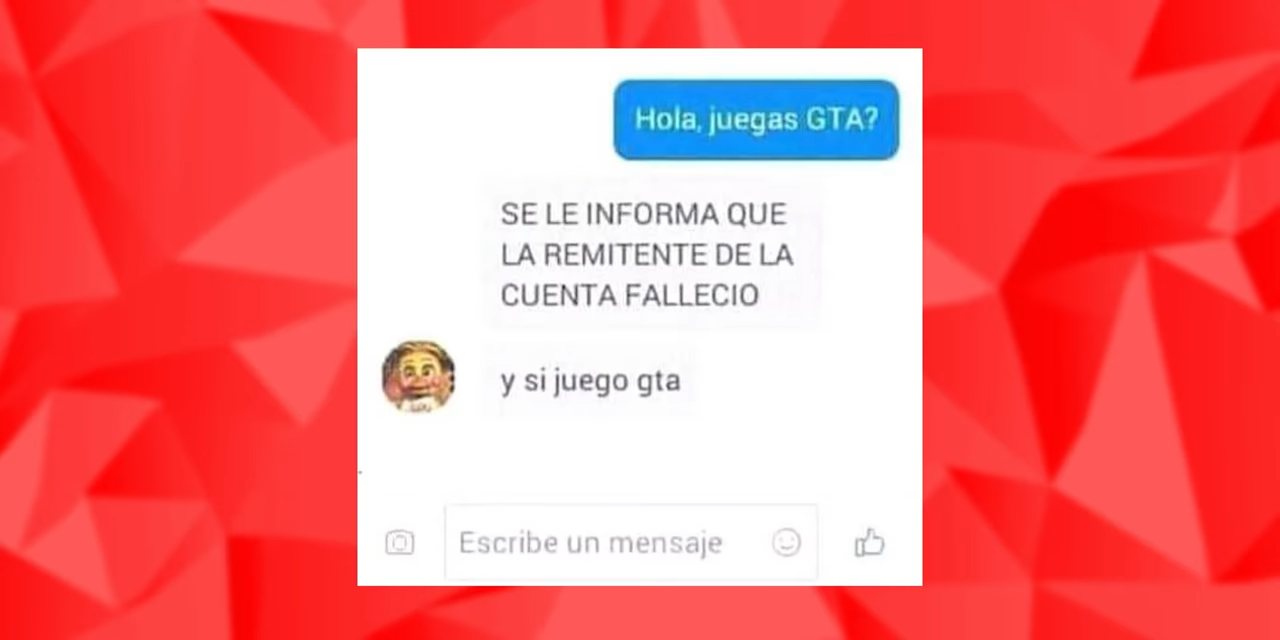 Hola, juegas GTA?
SE LE INFORMA QUE
LA REMITENTE DE LA
CUENTA FALLECIO
y si juego gta
Escribe un mensaje